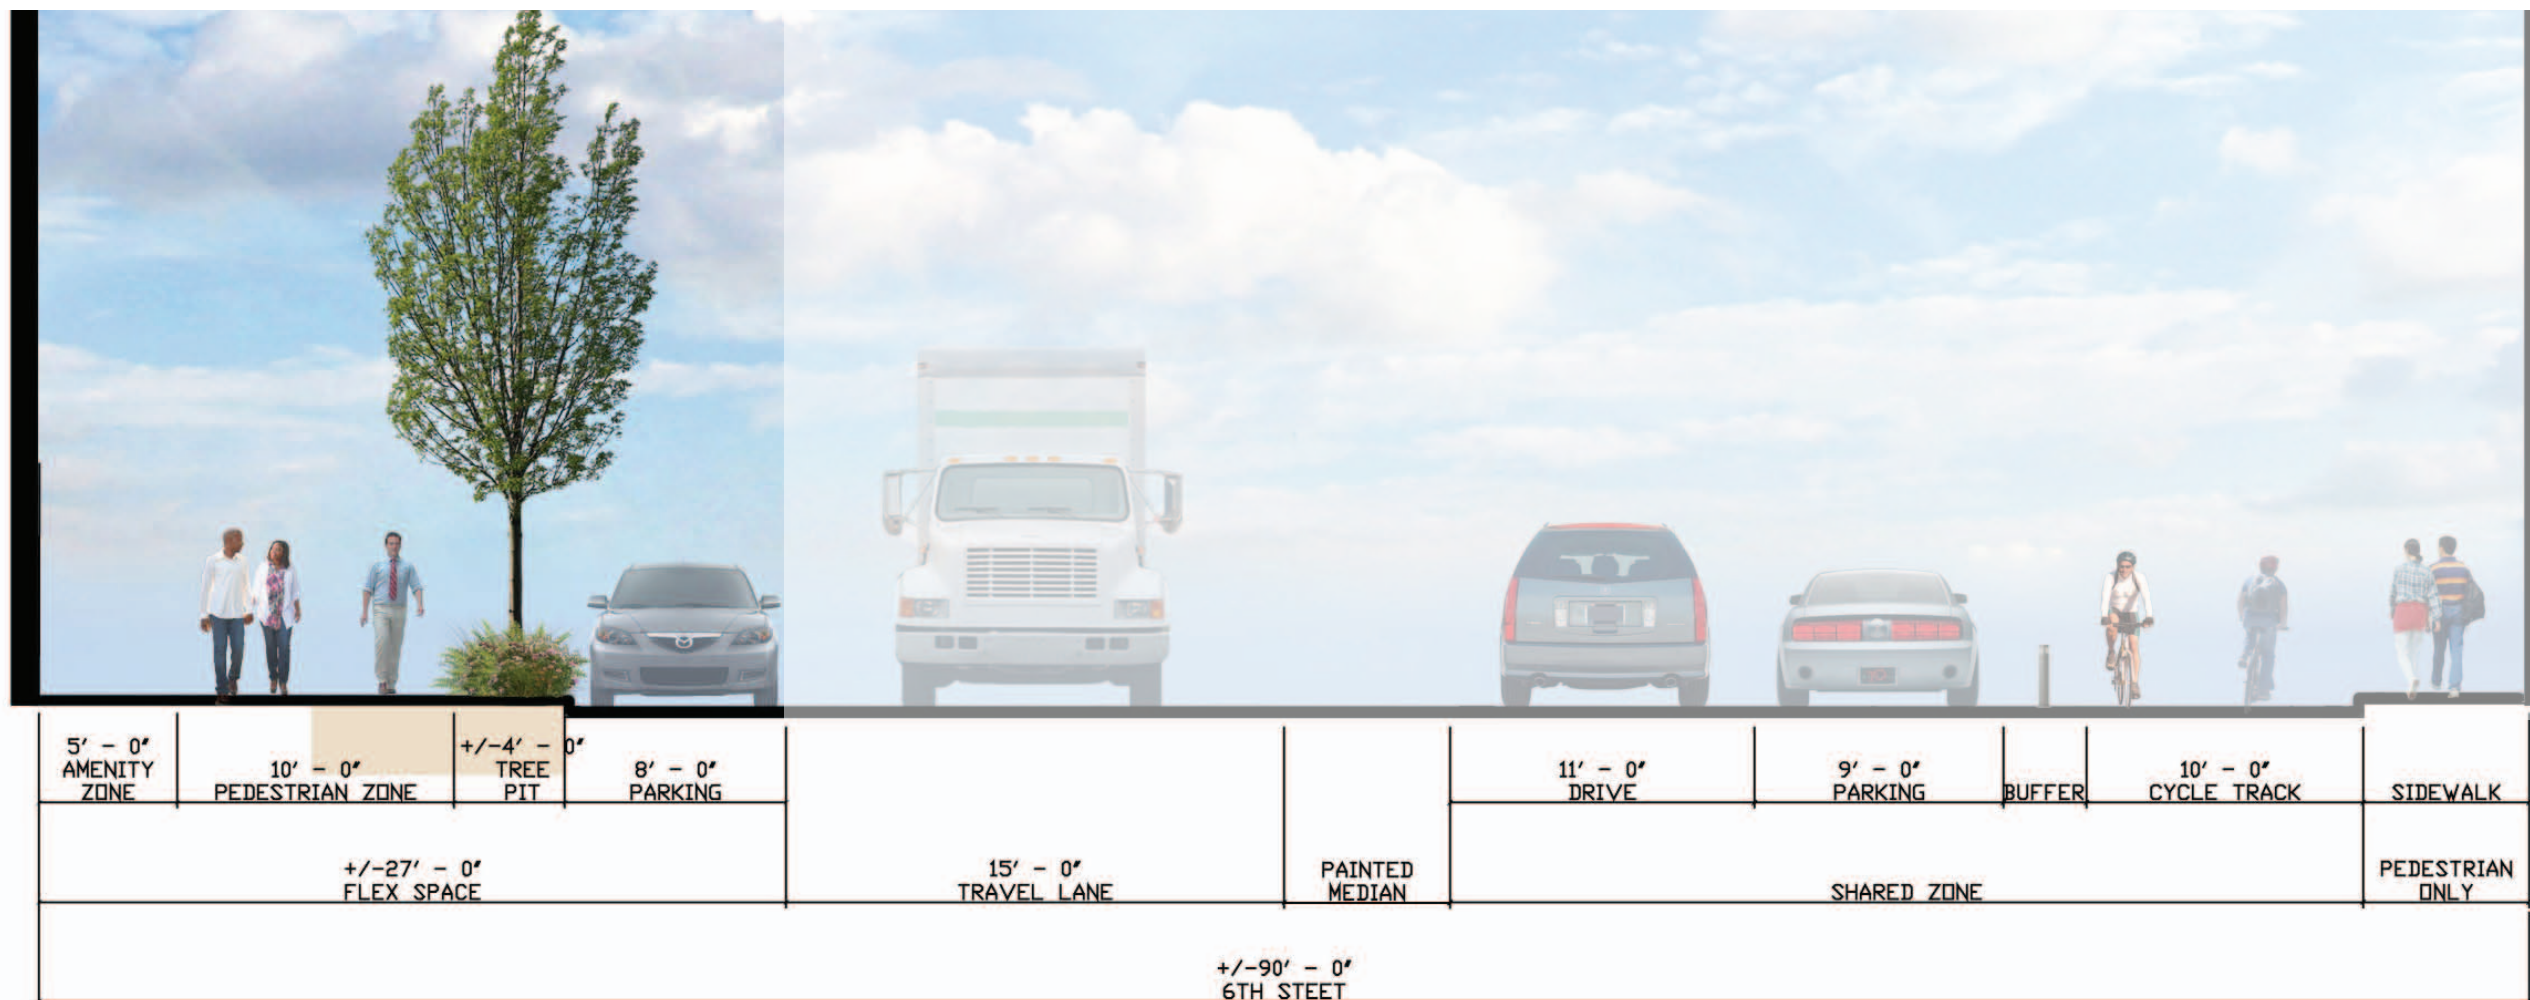 5' - 0"
AMENITY
ZONE
10' - 0"
PEDESTRIAN ZONE
+/-4' - 0"
TREE
PIT
8' - 0"
PARKING
11' - 0"
DRIVE
9' - 0"
PARKING
BUFFER
10' - 0"
CYCLE TRACK
SIDEWALK
+/-27' - 0"
FLEX SPACE
15' - 0"
TRAVEL LANE
PAINTED
MEDIAN
SHARED ZONE
PEDESTRIAN
ONLY
+/-90' - 0"
6TH STEET